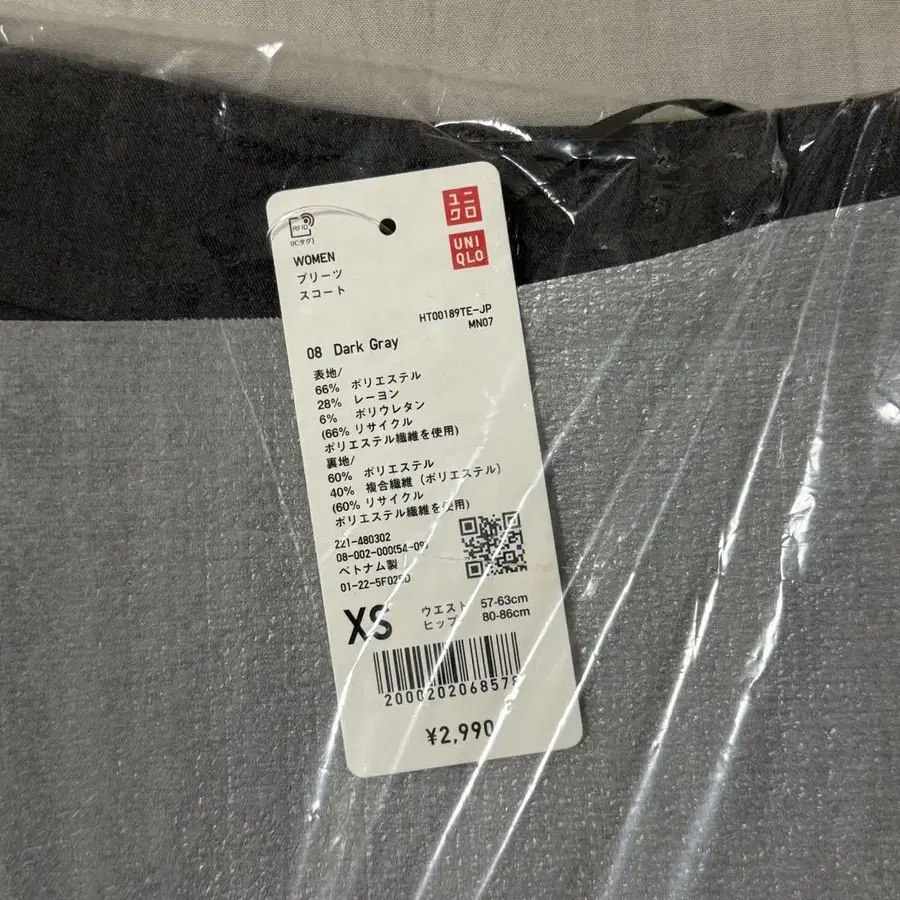 ユニ
クロ
UNI
QLO
RFID
(ICタグ)
WOMEN
プリーツ
スコート
HT00189TE-JP
MN07
08 Dark Gray
表地/
66% ポリエステル
28% レーヨン
6% ポリウレタン
(66% リサイクル
ポリエステル繊維を使用)
裏地/
60% ポリエステル
40% 複合繊維 (ポリエステル)
(60% リサイクル
ポリエステル繊維を使用)
221-480302
08-002-000(54-09)
ベトナム製
XS
ウエスト 57-63cm
ヒップ 80-86cm
¥2,990